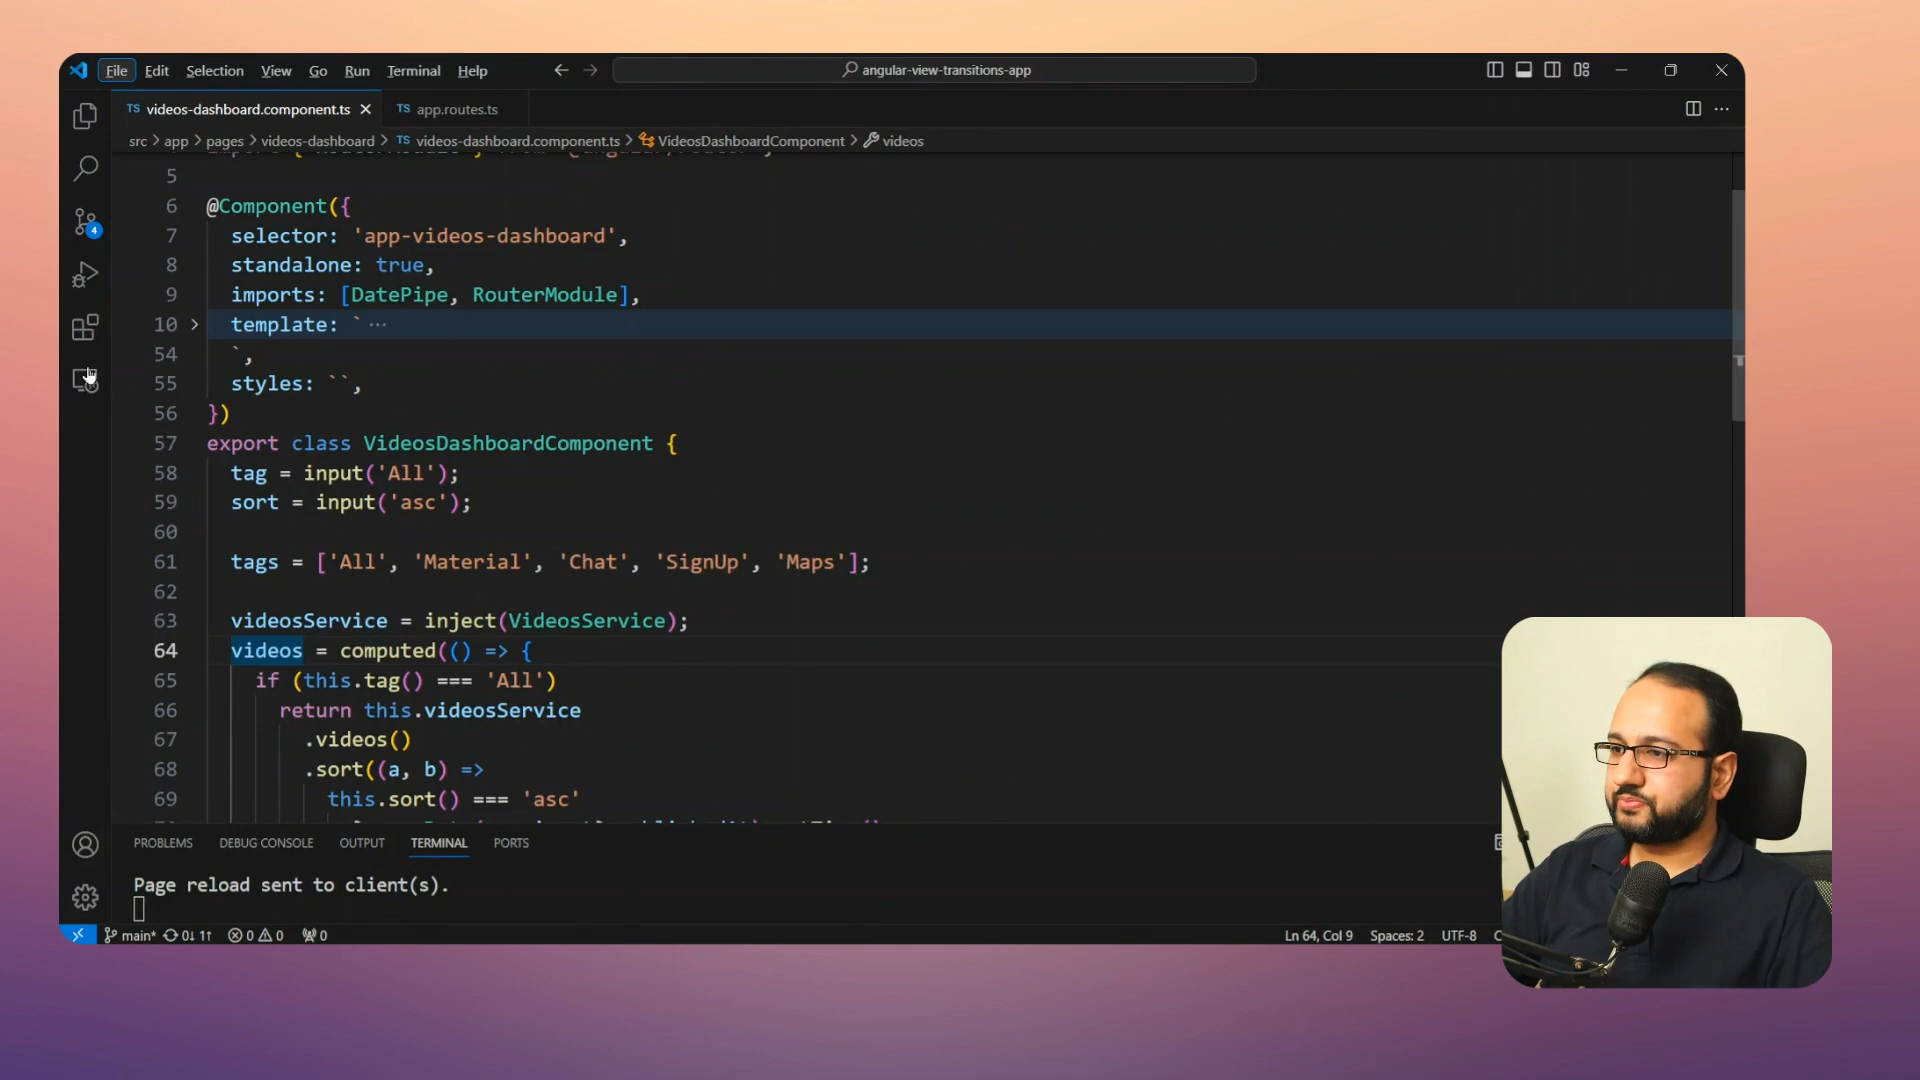 File Edit Selection View Go Run Terminal Help
angular-view-transitions-app
TS videos-dashboard.component.ts
TS app.routes.ts
src > app > pages > videos-dashboard > TS videos-dashboard.component.ts > VideosDashboardComponent > videos
5
6 @Component({
7 selector: 'app-videos-dashboard',
8 standalone: true,
9 imports: [DatePipe, RouterModule],
10 > template: ` ...
54 `,
55 styles: ``,
56 })
57 export class VideosDashboardComponent {
58 tag = input('All');
59 sort = input('asc');
60
61 tags = ['All', 'Material', 'Chat', 'SignUp', 'Maps'];
62
63 videosService = inject(VideosService);
64 videos = computed(() => {
65 if (this.tag() === 'All')
66 return this.videosService
67 .videos()
68 .sort((a, b) =>
69 this.sort() === 'asc'
4
PROBLEMS DEBUG CONSOLE OUTPUT TERMINAL PORTS
Page reload sent to client(s).
main* 0↓ 1↑ 0 0 0
Ln 64, Col 9 Spaces: 2 UTF-8